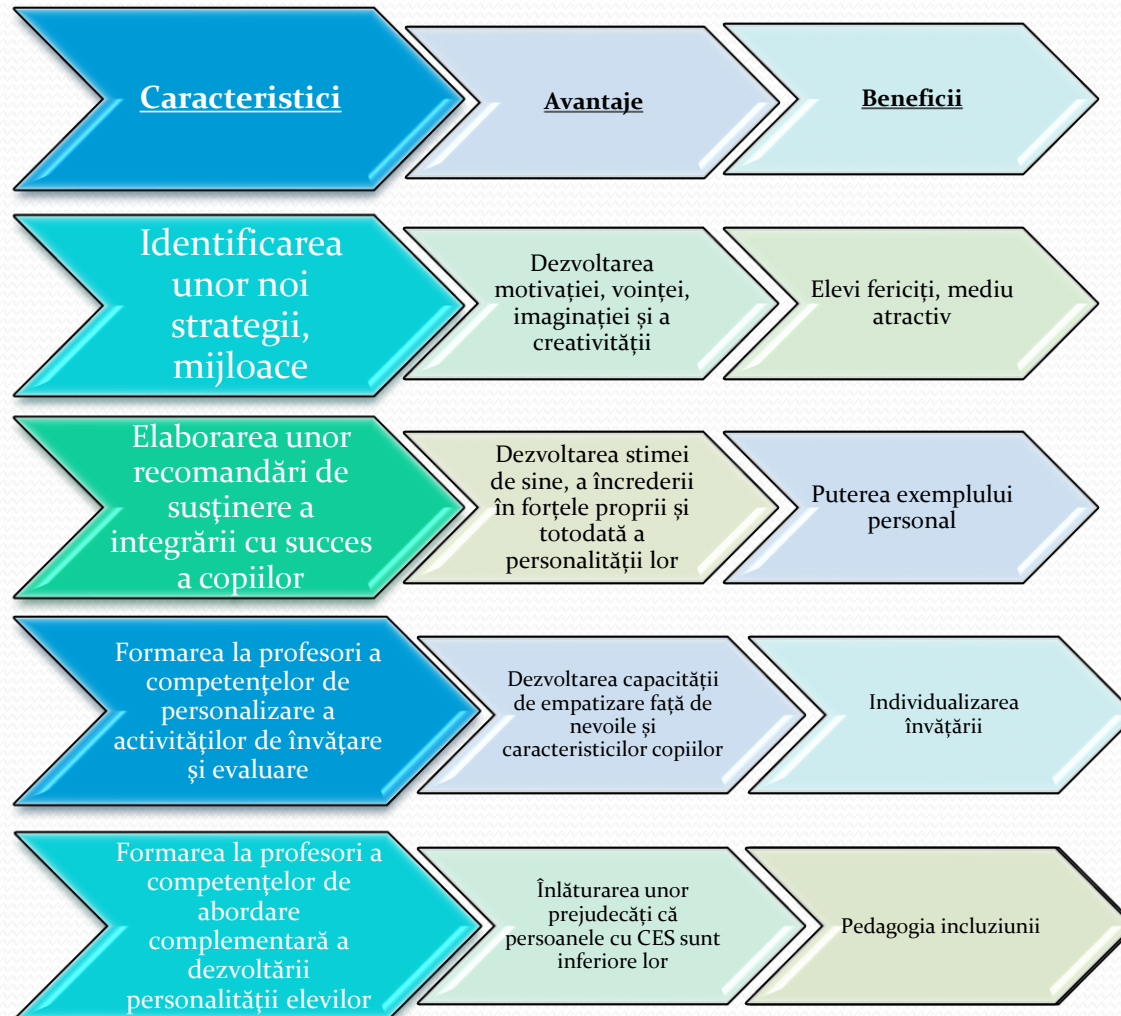 Caracteristici
Avantaje
Beneficii
Identificarea
unor noi
strategii,
mijloace
Dezvoltarea
motivației, voinței,
imaginației și a
creativității
Elevi fericiți, mediu
atractiv
Elaborarea unor
recomandări de
susținere a
integrării cu succes
a copiilor
Dezvoltarea stimei
de sine, a încrederii
în forțele proprii și
totodată a
personalității lor
Puterea exemplului
personal
Formarea la profesori a
competențelor de
personalizare a
activităților de învățare
și evaluare
Dezvoltarea capacității
de empatizare față de
nevoile și
caracteristicilor copiilor
Individualizarea
învățării
Formarea la profesori a
competențelor de
abordare
complementară a
dezvoltării
personalității elevilor
Înlăturarea unor
prejudecăți că
persoanele cu CES sunt
inferiore lor
Pedagogia incluziunii